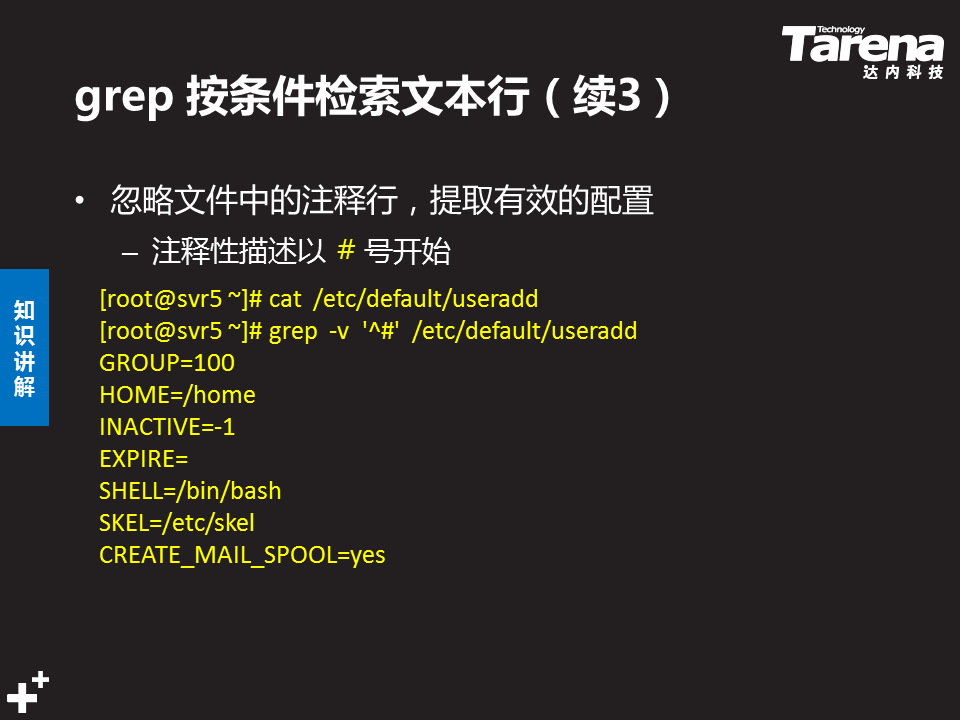 Technology
Tarena
达内科技
grep 按条件检索文本行（续3）
• 忽略文件中的注释行，提取有效的配置
– 注释性描述以 # 号开始
知识讲解
[root@svr5 ~]# cat  /etc/default/useradd
[root@svr5 ~]# grep  -v  '^#'  /etc/default/useradd
GROUP=100
HOME=/home
INACTIVE=-1
EXPIRE=
SHELL=/bin/bash
SKEL=/etc/skel
CREATE_MAIL_SPOOL=yes